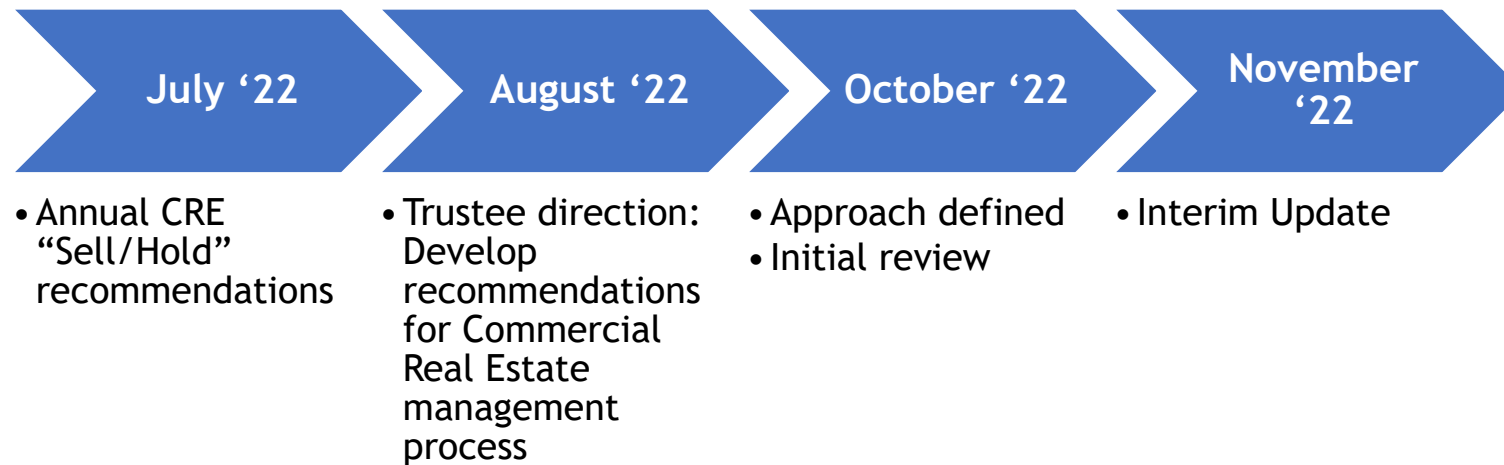 July ‘22
August ‘22
October ‘22
November
‘22
• Annual CRE
“Sell/Hold”
recommendations
• Trustee direction:
Develop
recommendations
for Commercial
Real Estate
management
process
• Approach defined
• Initial review
• Interim Update